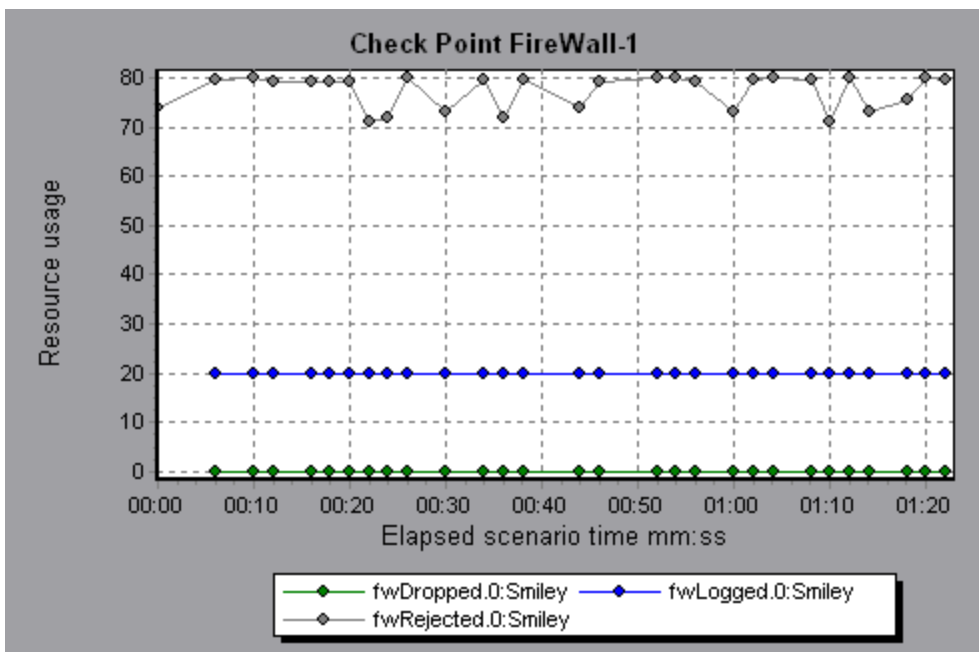 Check Point FireWall-1
80
70
60
50
40
30
20
10
0
Resource usage
00:00 00:10 00:20 00:30 00:40 00:50 01:00 01:10 01:20
Elapsed scenario time mm:ss
fwDropped.0:Smiley fwLogged.0:Smiley
fwRejected.0:Smiley